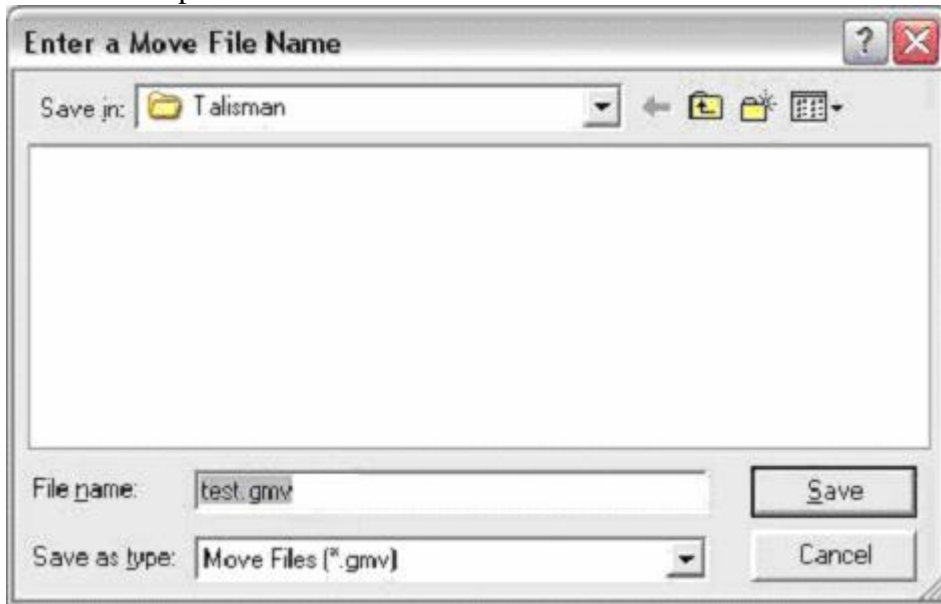 Enter a Move File Name
?
Save in: Talisman
File name: test.gmv Save
Save as type: Move Files (*.gmv) Cancel